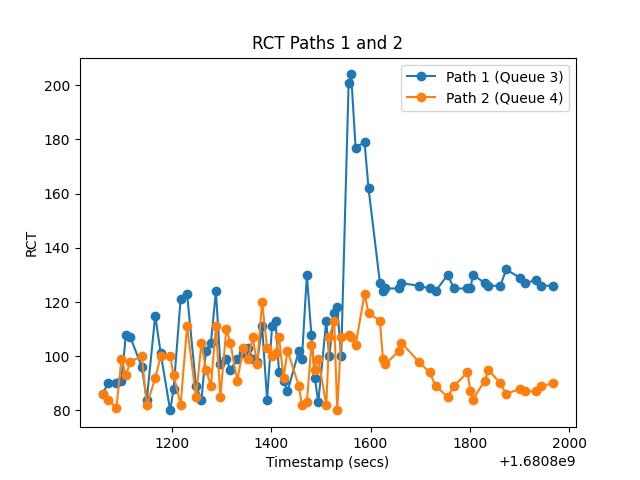 RCT Paths 1 and 2
Path 1 (Queue 3)
Path 2 (Queue 4)
200
180
160
140
120
100
80
RCT
1200
1400
1600
1800
2000
Timestamp (secs)
+1.6808e9